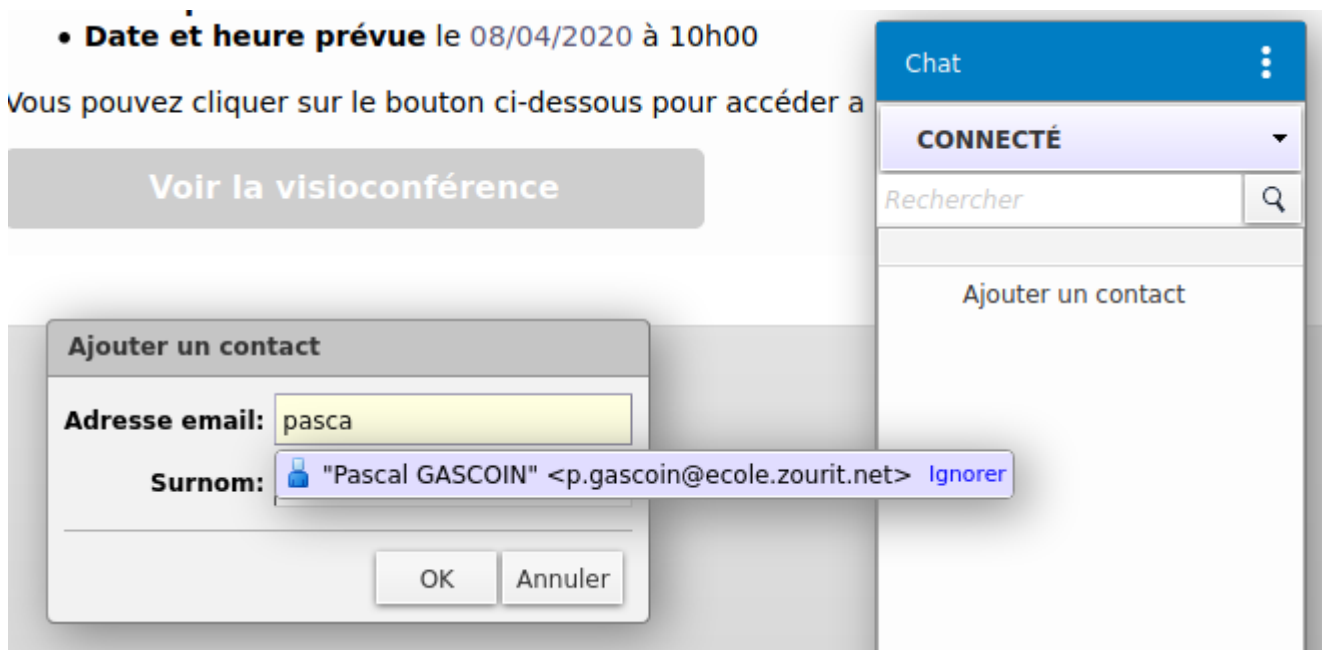 • Date et heure prévue le 08/04/2020 à 10h00
Vous pouvez cliquer sur le bouton ci-dessous pour accéder a
Voir la visioconférence
Chat
CONNECTÉ
Rechercher
Ajouter un contact
Ajouter un contact
Adresse email: pasca
"Pascal GASCOIN" <p.gascoin@ecole.zourit.net> Ignorer
Surnom:
OK Annuler